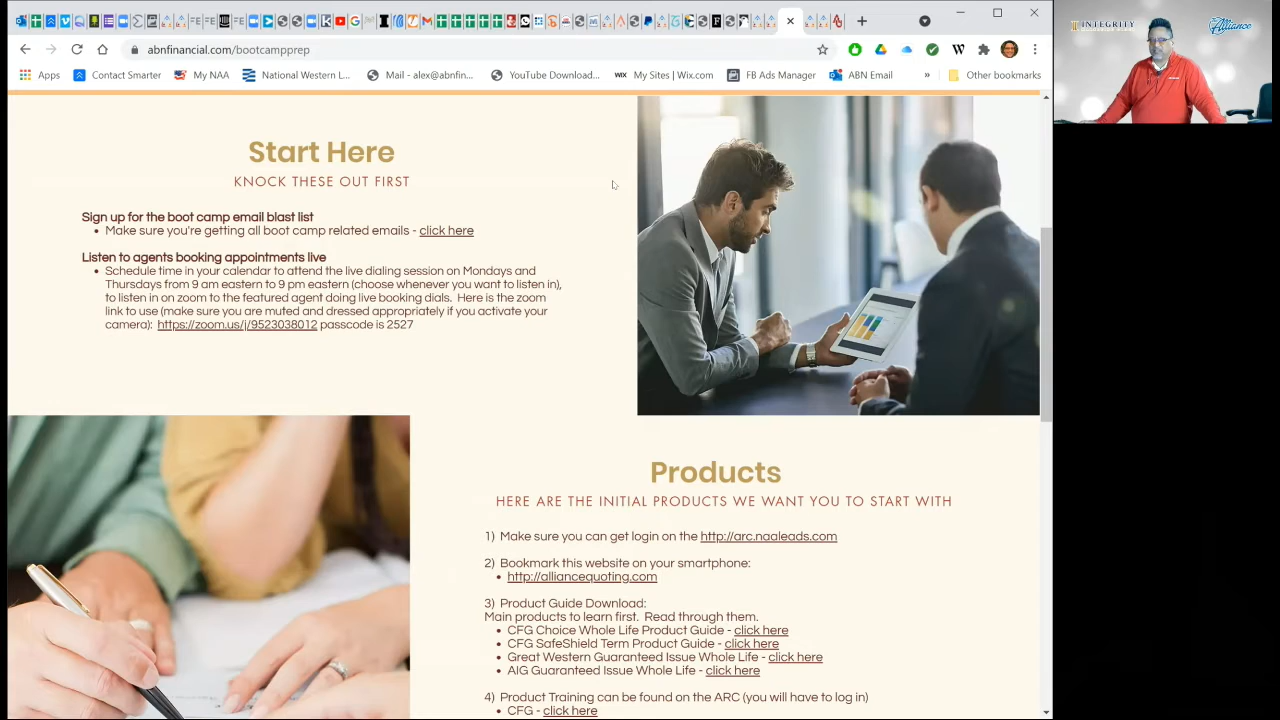 abnfinancial.com/bootcampprep
Apps
Contact Smarter
My NAA
National Western L...
Mail - alex@abnfin...
YouTube Download...
WIX My Sites | Wix.com
FB Ads Manager
ABN Email
»
Other bookmarks
INTEGRITY
Alliance
Start Here
KNOCK THESE OUT FIRST
Sign up for the boot camp email blast list
• Make sure you're getting all boot camp related emails - click here
Listen to agents booking appointments live
• Schedule time in your calendar to attend the live dialing session on Mondays and
Thursdays from 9 am eastern to 9 pm eastern (choose whenever you want to listen in),
to listen in on zoom to the featured agent doing live booking dials. Here is the zoom
link to use (make sure you are muted and dressed appropriately if you activate your
camera): https://zoom.us/j/9523038012 passcode is 2527
Products
HERE ARE THE INITIAL PRODUCTS WE WANT YOU TO START WITH
1) Make sure you can get login on the http://arc.naaleads.com
2) Bookmark this website on your smartphone:
• http://alliancequoting.com
3) Product Guide Download:
Main products to learn first. Read through them.
• CFG Choice Whole Life Product Guide - click here
• CFG SafeShield Term Product Guide - click here
• Great Western Guaranteed Issue Whole Life - click here
• AIG Guaranteed Issue Whole Life - click here
4) Product Training can be found on the ARC (you will have to log in)
• CFG - click here